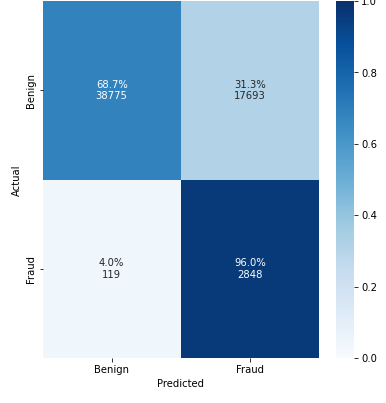 1.0
Benign
68.7%
38775
31.3%
17693
0.8
0.6
Actual
0.4
Fraud
4.0%
119
96.0%
2848
0.2
0.0
Benign
Fraud
Predicted